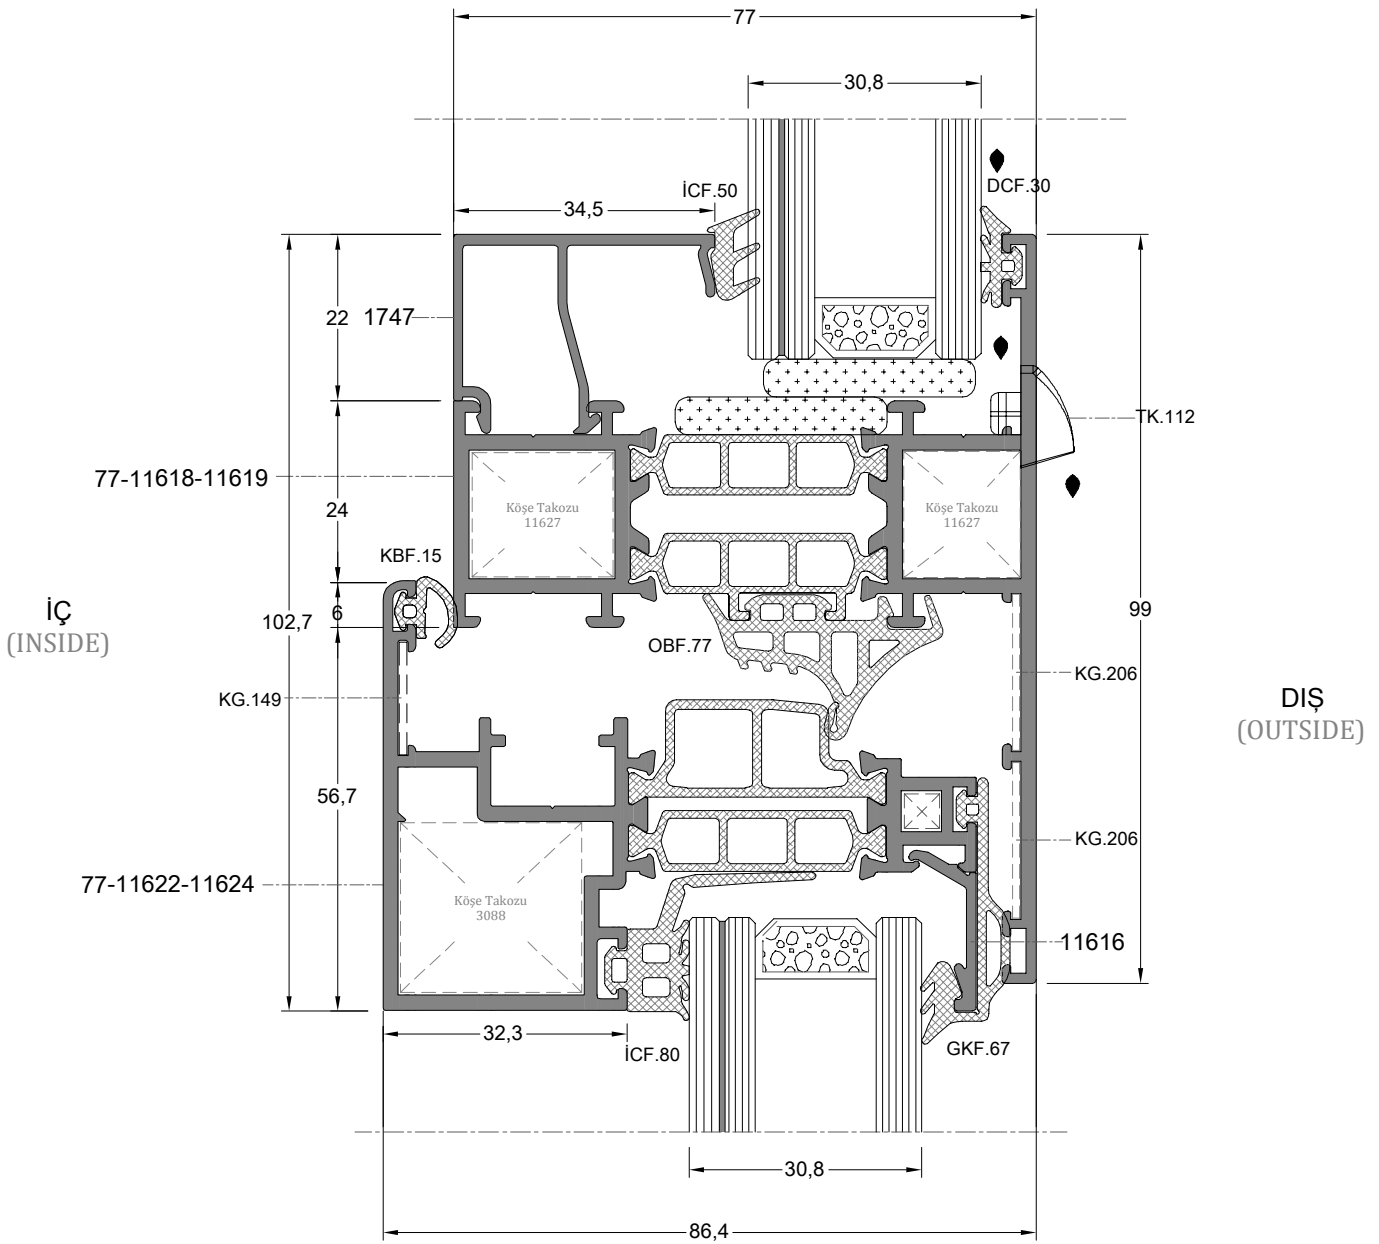 77
30,8
İCF.50
DCF.30
34,5
22
1747
TK.112
77-11618-11619
24
Köşe Takozu
11627
Köşe Takozu
11627
KBF.15
İÇ
(INSIDE)
102,7
6
99
OBF.77
KG.149
KG.206
DIŞ
(OUTSIDE)
56,7
KG.206
77-11622-11624
Köşe Takozu
3088
11616
32,3
İCF.80
GKF.67
30,8
86,4